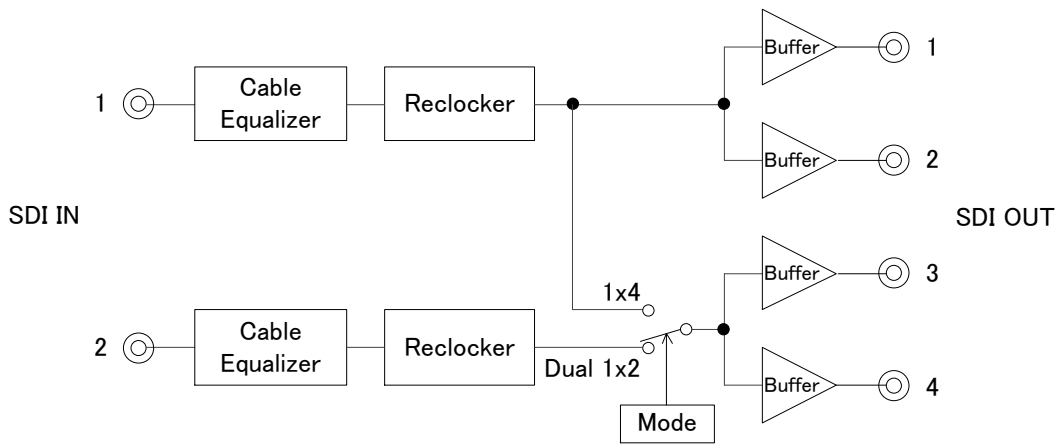 SDI IN
1
Cable
Equalizer
Reclocker
Buffer
1
Buffer
2
SDI OUT
2
Cable
Equalizer
Reclocker
1x4
Dual 1x2
Mode
Buffer
3
Buffer
4